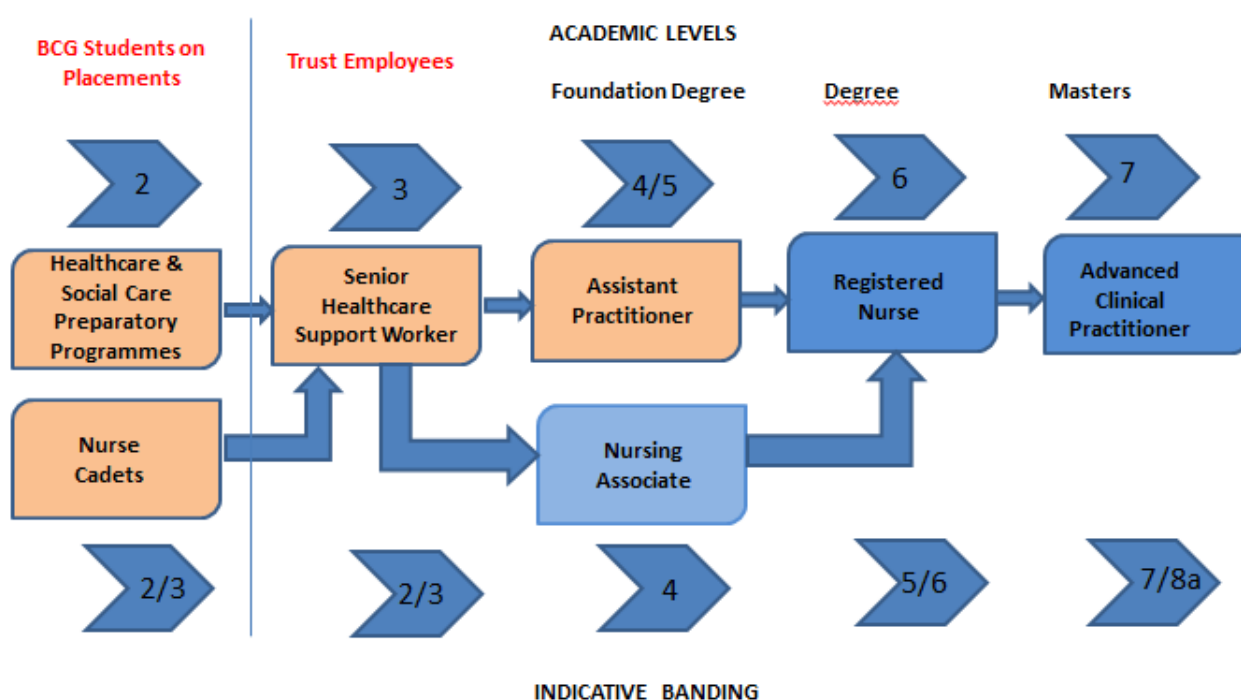 ACADEMIC LEVELS
BCG Students on
Placements
Trust Employees
Foundation Degree
Degree
Masters
2
3
4/5
6
7
Healthcare &
Social Care
Preparatory
Programmes
Senior
Healthcare
Support Worker
Assistant
Practitioner
Registered
Nurse
Advanced
Clinical
Practitioner
Nurse
Cadets
Nursing
Associate
2/3
2/3
4
5/6
7/8a
INDICATIVE BANDING